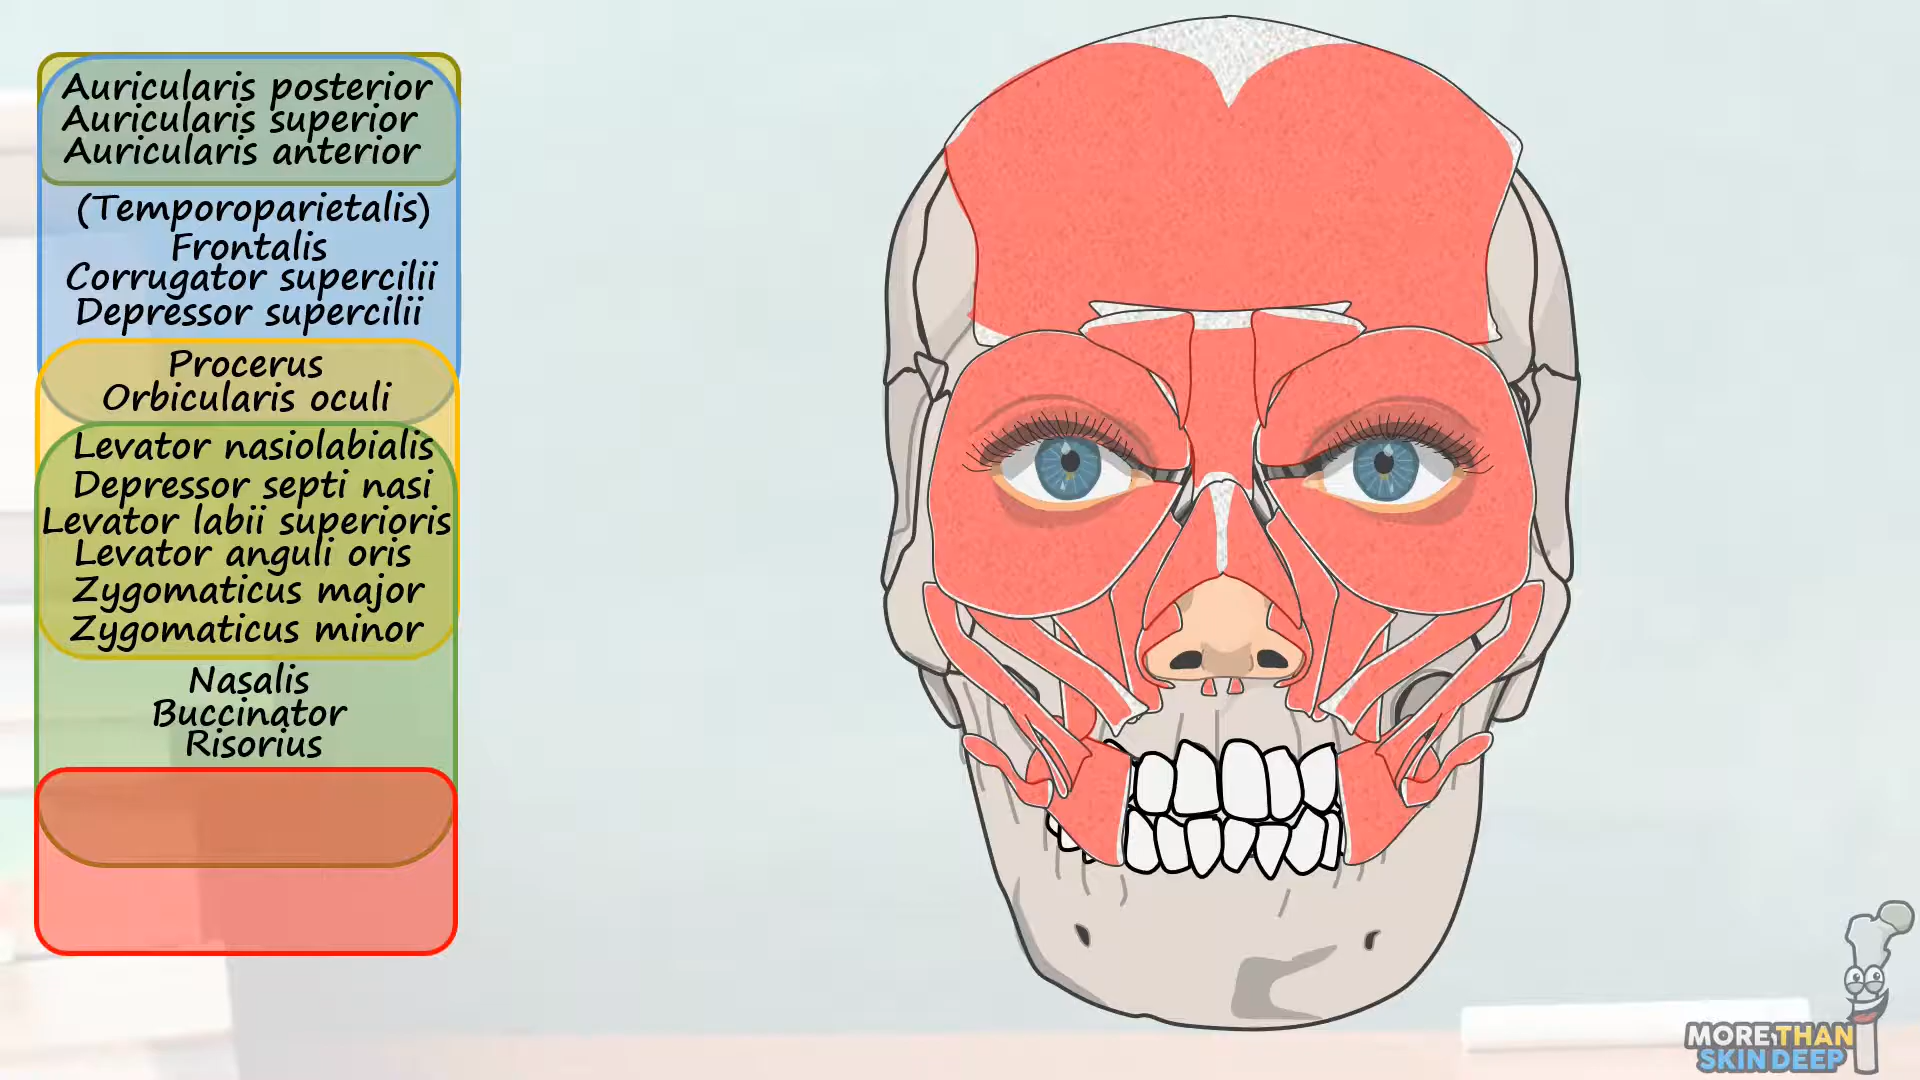 Auricularis posterior
Auricularis superior
Auricularis anterior
(Temporoparietalis)
Frontalis
Corrugator supercilii
Depressor supercilii
Procerus
Orbicularis oculi
Levator nasiolabialis
Depressor septi nasi
Levator labii superioris
Levator anguli oris
Zygomaticus major
Zygomaticus minor
Nasalis
Buccinator
Risorius
MORE THAN
SKIN DEEP